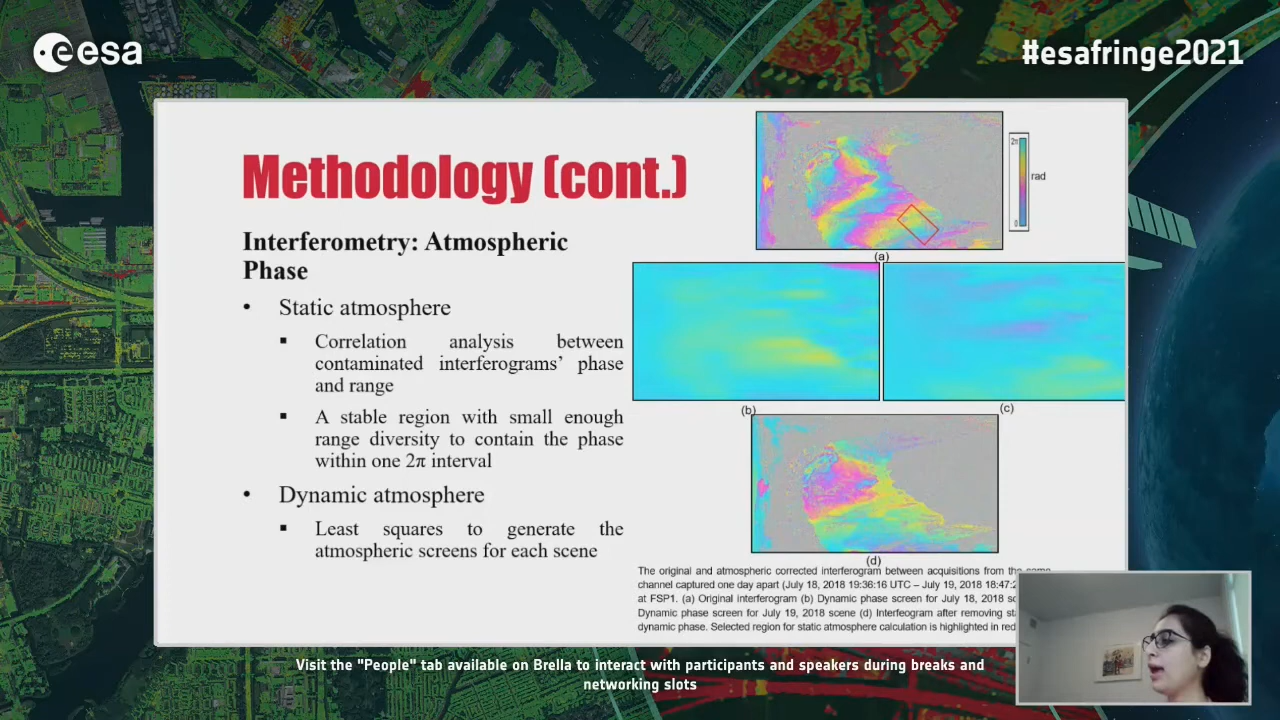 esa
#esafringe2021
Methodology (cont.)
Interferometry: Atmospheric
Phase
• Static atmosphere
▪ Correlation analysis between
contaminated interferograms' phase
and range
▪ A stable region with small enough
range diversity to contain the phase
within one 2π interval
• Dynamic atmosphere
▪ Least squares to generate the
atmospheric screens for each scene
2π
rad
0
(a)
(b)
(c)
(d)
The original and atmospheric corrected interferogram between acquisitions from the same
channel captured one day apart (July 18, 2018 19:36:16 UTC – July 19, 2018 18:47:2
at FSP1. (a) Original interferogram (b) Dynamic phase screen for July 18, 2018 sc
Dynamic phase screen for July 19, 2018 scene (d) Interfeogram after removing sta
dynamic phase. Selected region for static atmosphere calculation is highlighted in red
Visit the "People" tab available on Brella to interact with participants and speakers during breaks and
networking slots